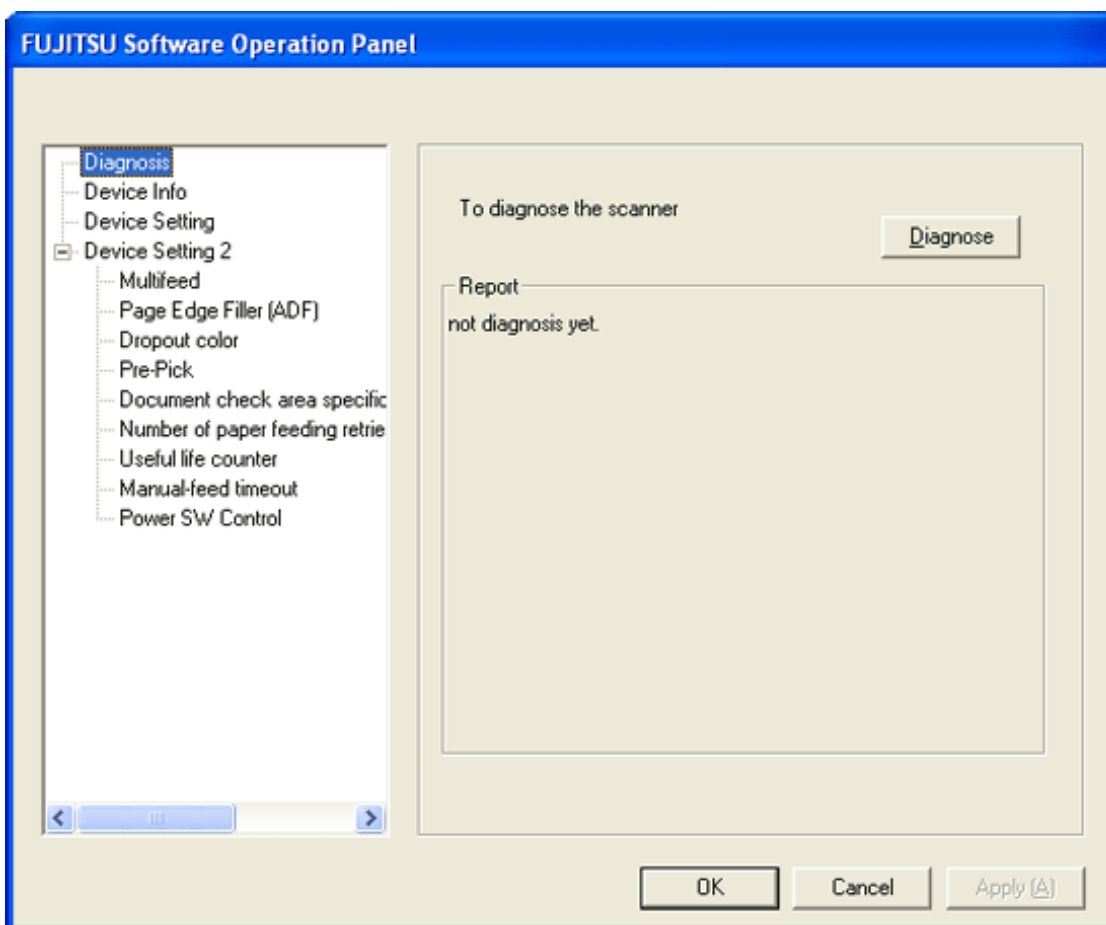 FUJITSU Software Operation Panel
Diagnosis
Device Info
Device Setting
Device Setting 2
Multifeed
Page Edge Filler (ADF)
Dropout color
Pre-Pick
Document check area specific
Number of paper feeding retrie
Useful life counter
Manual-feed timeout
Power SW Control
To diagnose the scanner
Diagnose
Report
not diagnosis yet.
OK
Cancel
Apply (A)